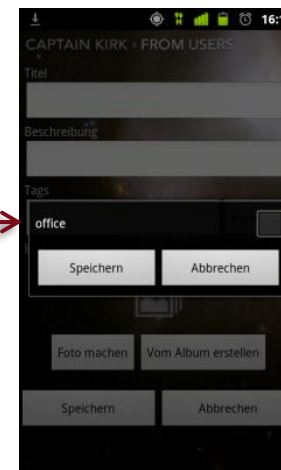 16:1
CAPTAIN KIRK › FROM USERS
Titel
Beschreibung
Tags
office
Speichern Abbrechen
Foto machen Vom Album erstellen
Speichern Abbrechen